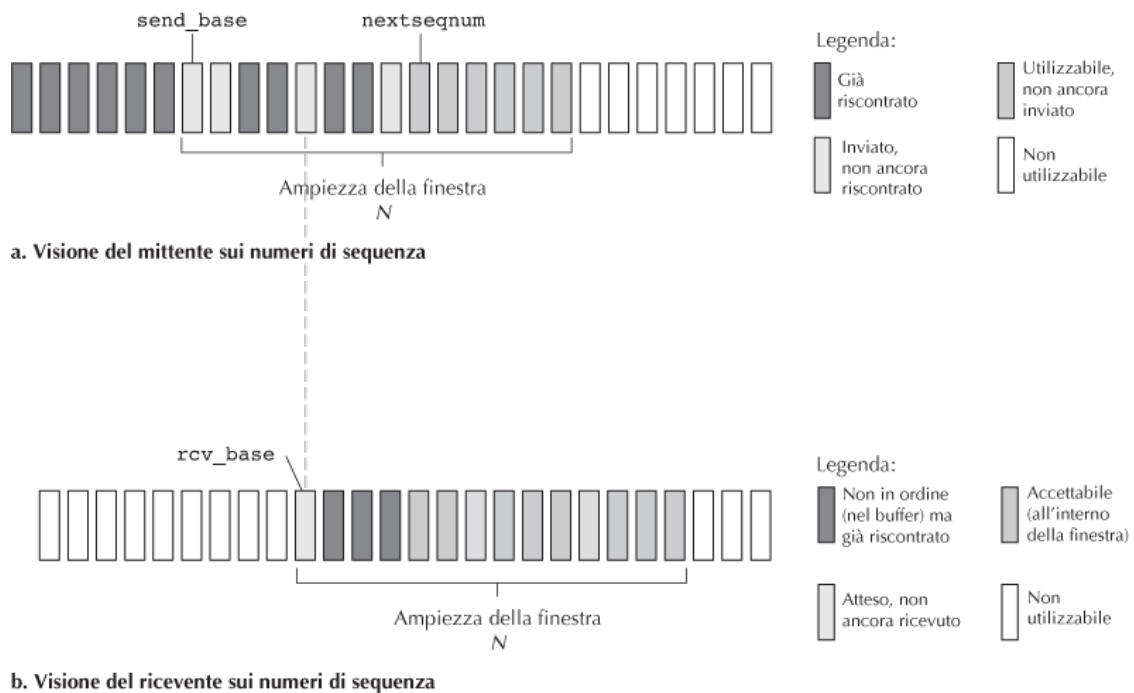 send_base
nextseqnum
Legenda:
Già
riscontrato
Utilizzabile,
non ancora
inviato
Inviato,
non ancora
riscontrato
Non
utilizzabile
Ampiezza della finestra
N
a. Visione del mittente sui numeri di sequenza
rcv_base
Legenda:
Non in ordine
(nel buffer) ma
già riscontrato
Accettabile
(all'interno
della finestra)
Atteso, non
ancora ricevuto
Non
utilizzabile
Ampiezza della finestra
N
b. Visione del ricevente sui numeri di sequenza